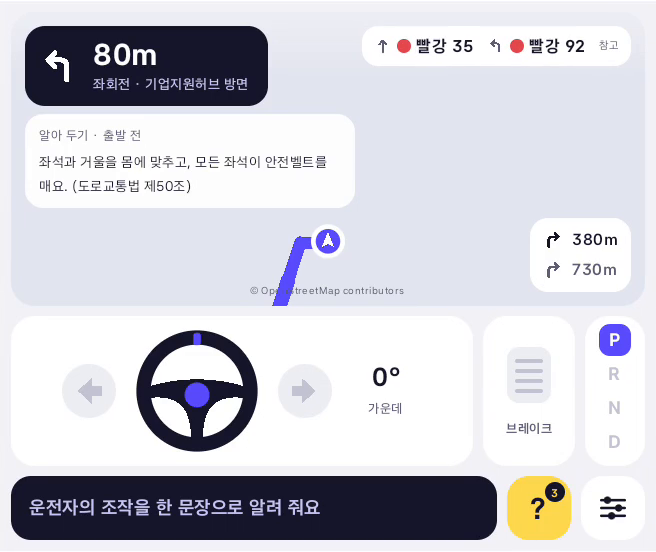 80m
좌회전 · 기업지원허브 방면
빨강 35 빨강 92 참고
알아 두기 · 출발 전
좌석과 거울을 몸에 맞추고, 모든 좌석이 안전벨트를
매요. (도로교통법 제50조)
380m
730m
© OpenStreetMap contributors
0°
가운데
브레이크
P
R
N
D
운전자의 조작을 한 문장으로 알려 줘요
? 3